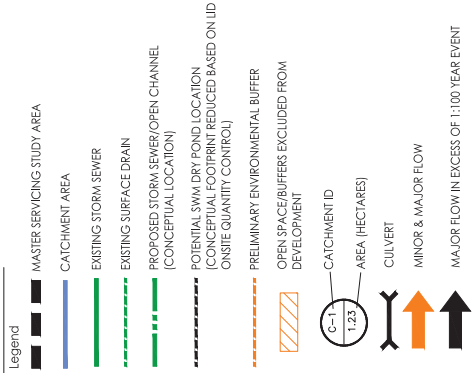 Legend
MASTER SERVICING STUDY AREA
CATCHMENT AREA
EXISTING STORM SEWER
EXISTING SURFACE DRAIN
PROPOSED STORM SEWER/OPEN CHANNEL
(CONCEPTUAL LOCATION)
POTENTIAL SWM DRY POND LOCATION
(CONCEPTUAL FOOTPRINT REDUCED BASED ON LID
ONSITE QUANTITY CONTROL)
PRELIMINARY ENVIRONMENTAL BUFFER
OPEN SPACE/BUFFERS EXCLUDED FROM
DEVELOPMENT
C-1
1.23
CATCHMENT ID
AREA (HECTARES)
CULVERT
MINOR & MAJOR FLOW
MAJOR FLOW IN EXCESS OF 1:100 YEAR EVENT